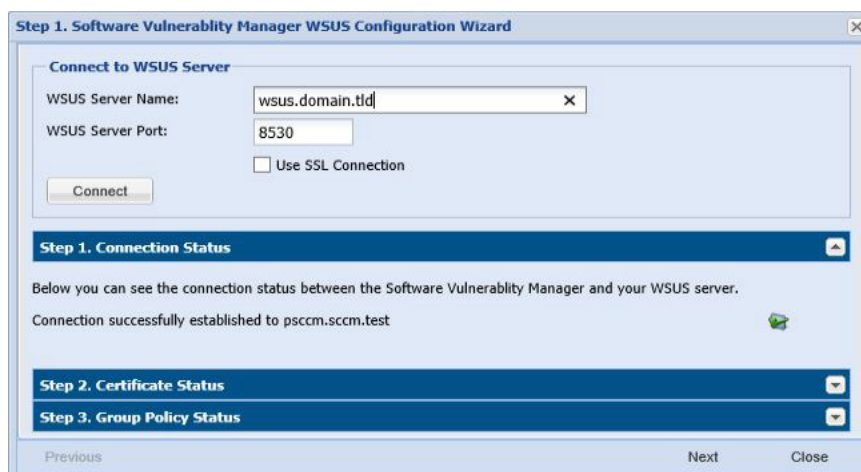 Step 1. Software Vulnerablity Manager WSUS Configuration Wizard
Connect to WSUS Server
WSUS Server Name:
wsus.domain.tld
WSUS Server Port:
8530
Use SSL Connection
Connect
Step 1. Connection Status
Below you can see the connection status between the Software Vulnerablity Manager and your WSUS server.
Connection successfully established to psccm.sccm.test
Step 2. Certificate Status
Step 3. Group Policy Status
Previous
Next
Close